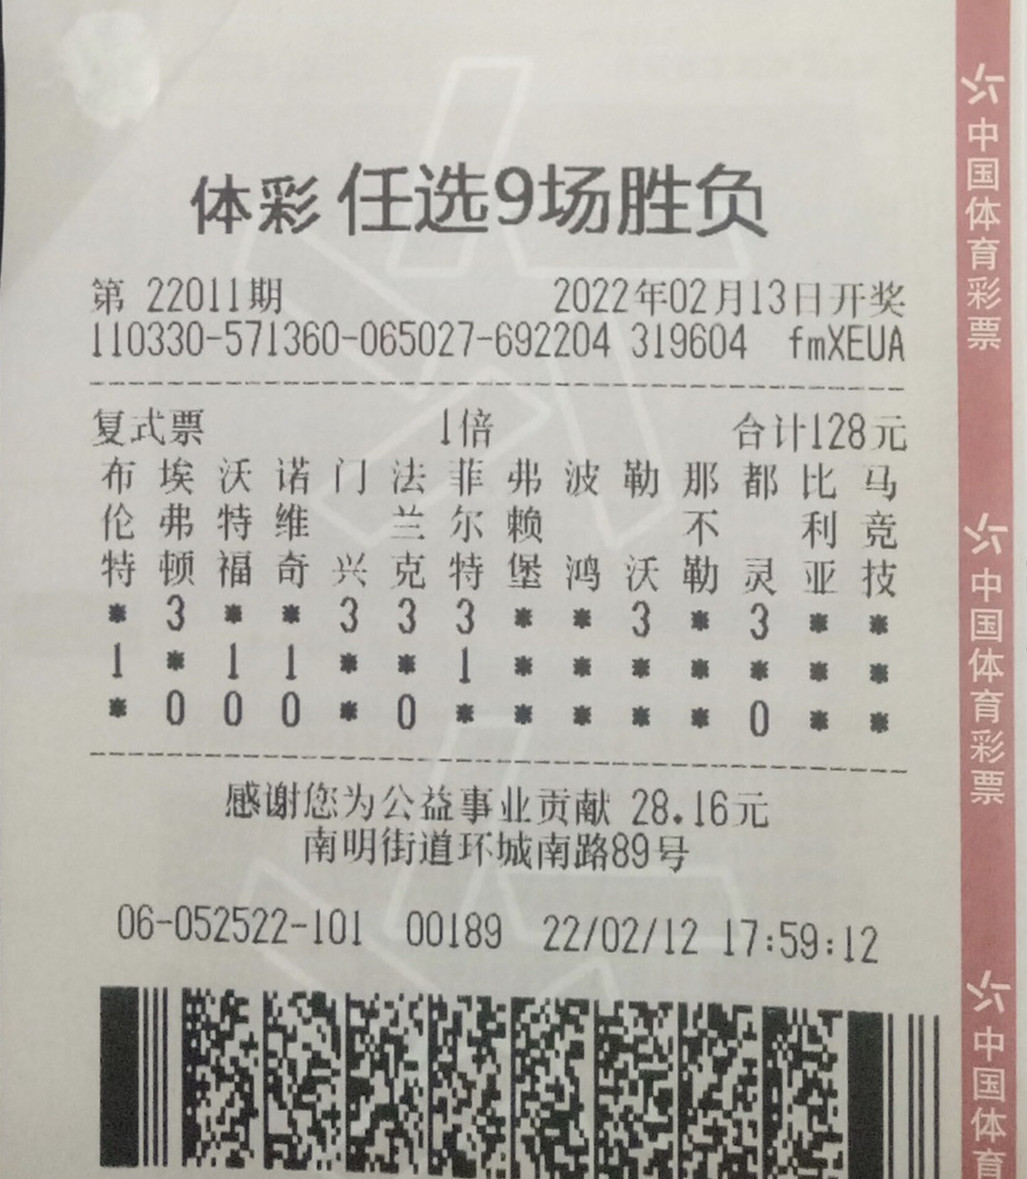 体彩 任选9场胜负
第 22011期 2022年02月13日开奖
110330-571360-065027-692204 319604 fmXEUA
复式票 1倍 合计128元
布 埃 沃 诺 门 法 菲 弗 波 勒 那 都 比 马
伦 弗 特 维 兰 尔 赖 不 利 竞
特 顿 福 奇 兴 克 特 堡 鸿 沃 勒 灵 亚 技
* 3 * * 3 3 3 * * 3 * 3 * *
1 * 1 1 * * 1 * * * * * * *
* 0 0 0 * 0 * * * * * 0 * *
感谢您为公益事业贡献 28.16元
南明街道环城南路89号
06-052522-101 00189 22/02/12 17:59:12
中国体育彩票
中国体育彩票
中国体育